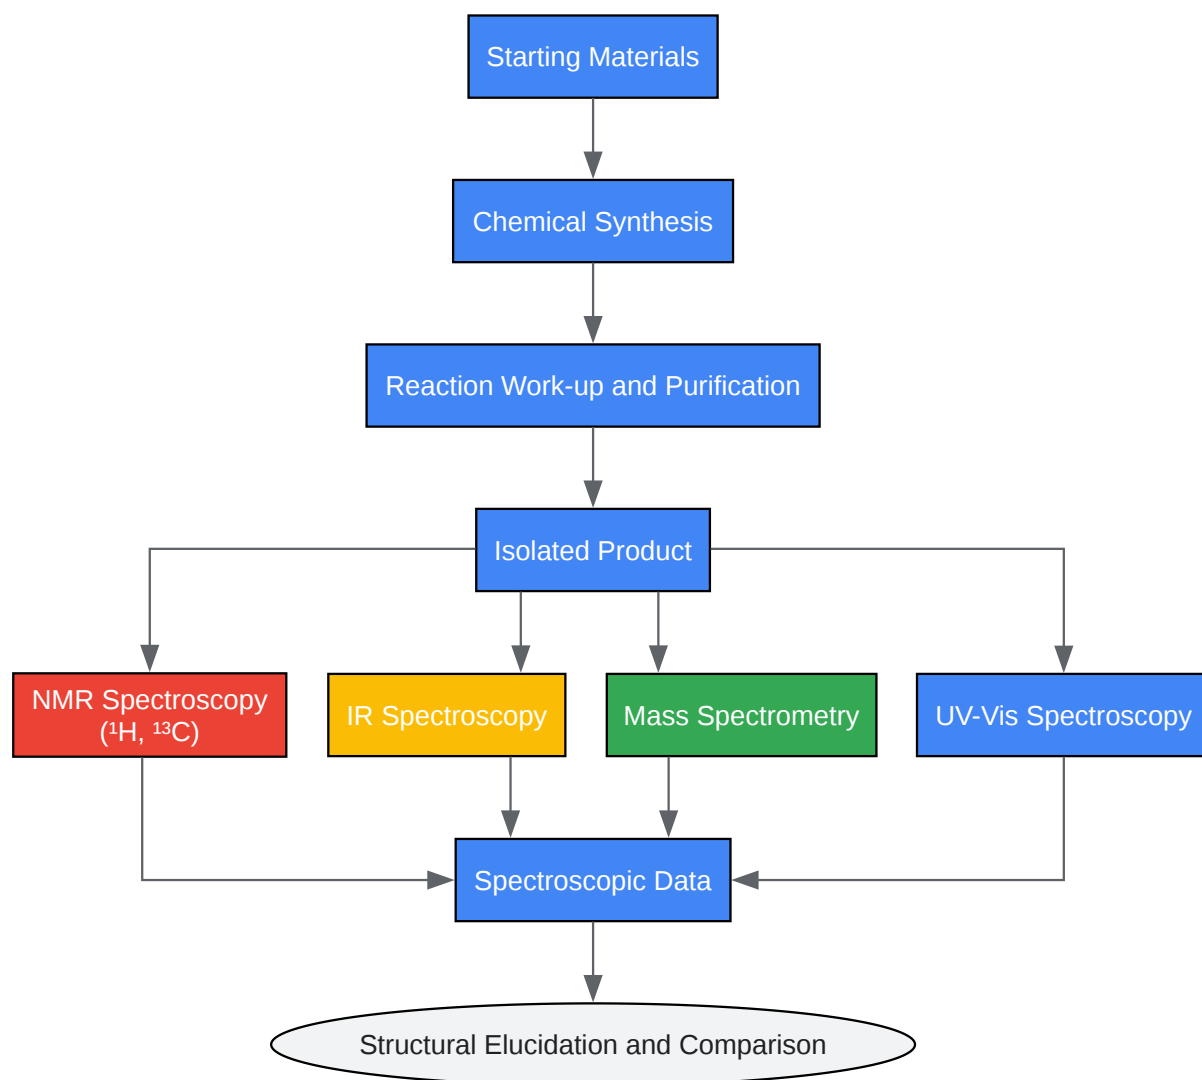 Starting Materials
Chemical Synthesis
Reaction Work-up and Purification
Isolated Product
NMR Spectroscopy
(¹H, ¹³C)
IR Spectroscopy
Mass Spectrometry
UV-Vis Spectroscopy
Spectroscopic Data
Structural Elucidation and Comparison